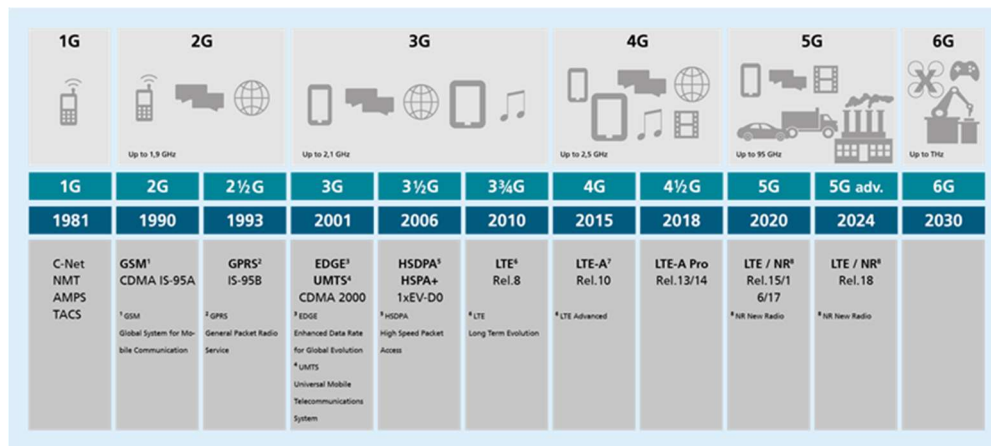 1G
2G
3G
4G
5G
6G
Up to 1,9 GHz
Up to 2,1 GHz
Up to 2,5 GHz
Up to 95 GHz
Up to THz
1G
2G
2½G
3G
3½G
3¾G
4G
4½G
5G
5G adv.
6G
1981
1990
1993
2001
2006
2010
2015
2018
2020
2024
2030
C-Net
NMT
AMPS
TACS
GSM¹
CDMA IS-95A
¹ GSM
Global System for Mo-
bile Communication
GPRS²
IS-95B
² GPRS
General Packet Radio
Service
EDGE³
UMTS⁴
CDMA 2000
³ EDGE
Enhanced Data Rate
for Global Evolution
⁴ UMTS
Universal Mobile
Telecommunications
System
HSDPA⁵
HSPA+
1xEV-D0
⁵ HSDPA
High Speed Packet
Access
LTE⁶
Rel.8
⁶ LTE
Long Term Evolution
LTE-A⁷
Rel.10
⁶ LTE Advanced
LTE-A Pro
Rel.13/14
LTE / NR⁸
Rel.15/1
6/17
⁸ NR New Radio
LTE / NR⁸
Rel.18
⁸ NR New Radio